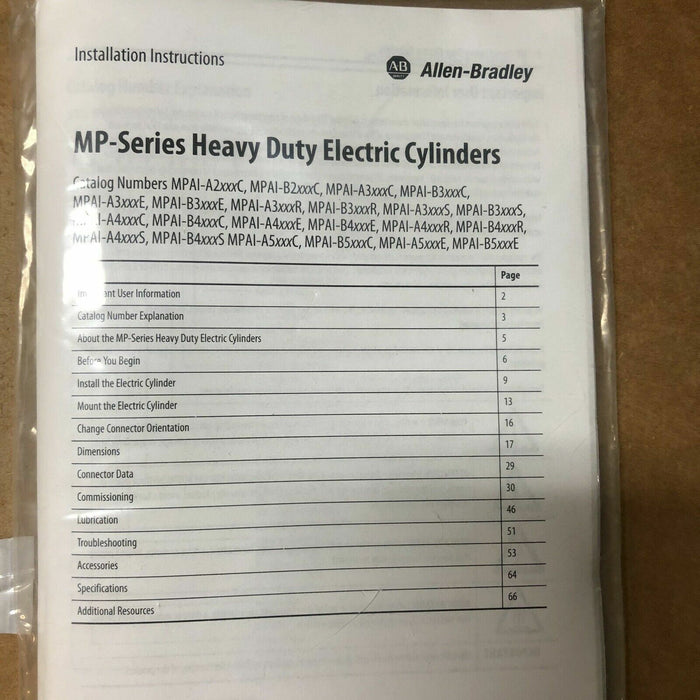 Installation Instructions
AB Allen-Bradley
MP-Series Heavy Duty Electric Cylinders
Catalog Numbers MPAI-A2xxxC, MPAI-B2xxxC, MPAI-A3xxxC, MPAI-B3xxxC,
MPAI-A3xxxE, MPAI-B3xxxE, MPAI-A3xxxR, MPAI-B3xxxR, MPAI-A3xxxS, MPAI-B3xxxS,
MPAI-A4xxxC, MPAI-B4xxxC, MPAI-A4xxxE, MPAI-B4xxxE, MPAI-A4xxxR, MPAI-B4xxxR,
MPAI-A4xxxS, MPAI-B4xxxS MPAI-A5xxxC, MPAI-B5xxxC, MPAI-A5xxxE, MPAI-B5xxxE
Page
Important User Information 2
Catalog Number Explanation 3
About the MP-Series Heavy Duty Electric Cylinders 5
Before You Begin 6
Install the Electric Cylinder 9
Mount the Electric Cylinder 13
Change Connector Orientation 16
Dimensions 17
Connector Data 29
Commissioning 30
Lubrication 46
Troubleshooting 51
Accessories 53
Specifications 64
Additional Resources 66